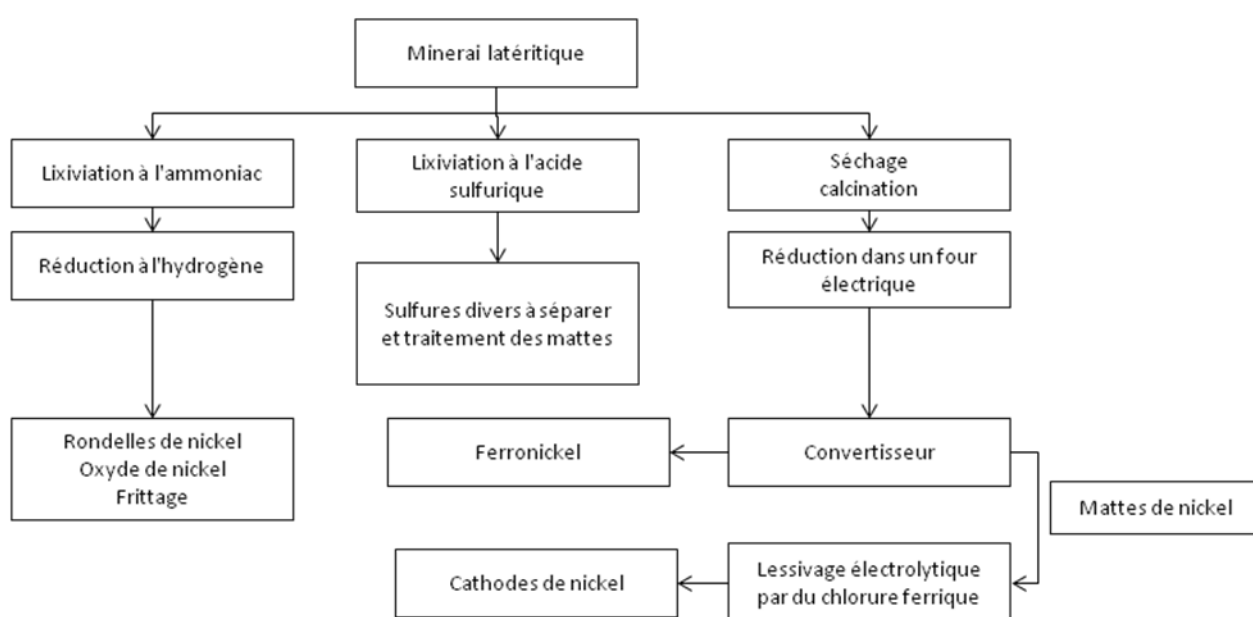 Minerai latéritique
Lixiviation à l'ammoniac
Lixiviation à l'acide
sulfurique
Séchage
calcination
Réduction à l'hydrogène
Sulfures divers à séparer
et traitement des mattes
Réduction dans un four
électrique
Rondelles de nickel
Oxyde de nickel
Frittage
Ferronickel
Convertisseur
Mattes de nickel
Cathodes de nickel
Lessivage électrolytique
par du chlorure ferrique